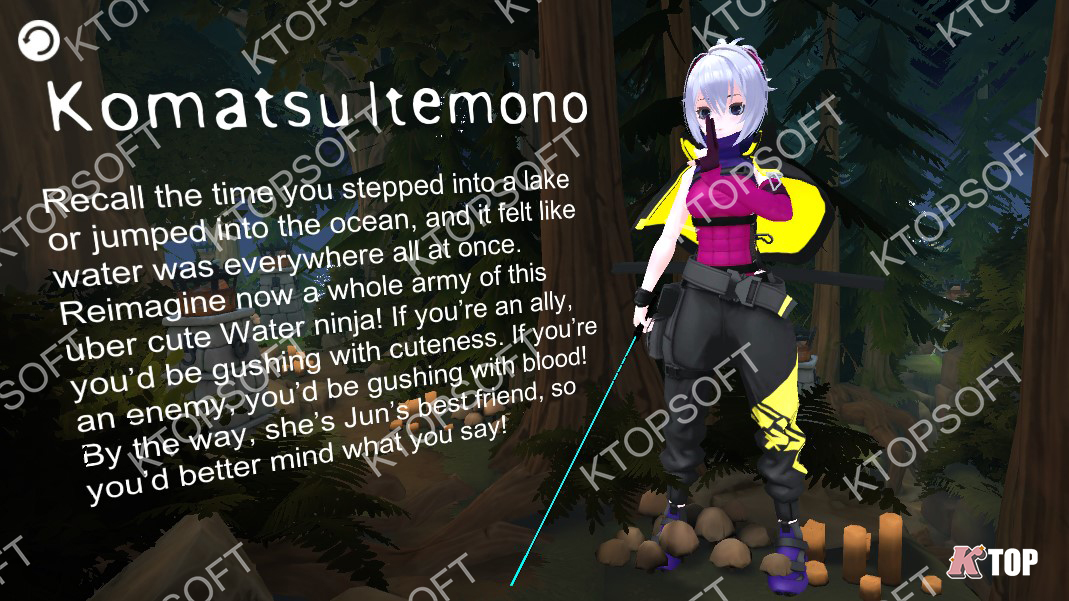 Komatsu Itemono
Recall the time you stepped into a lake
or jumped into the ocean, and it felt like
water was everywhere all at once.
Reimagine now a whole army of this
uber cute Water ninja! If you're an ally,
you'd be gushing with cuteness. If you're
an enemy, you'd be gushing with blood!
By the way, she's Jun's best friend, so
you'd better mind what you say!
KTOPSOFT
K TOP